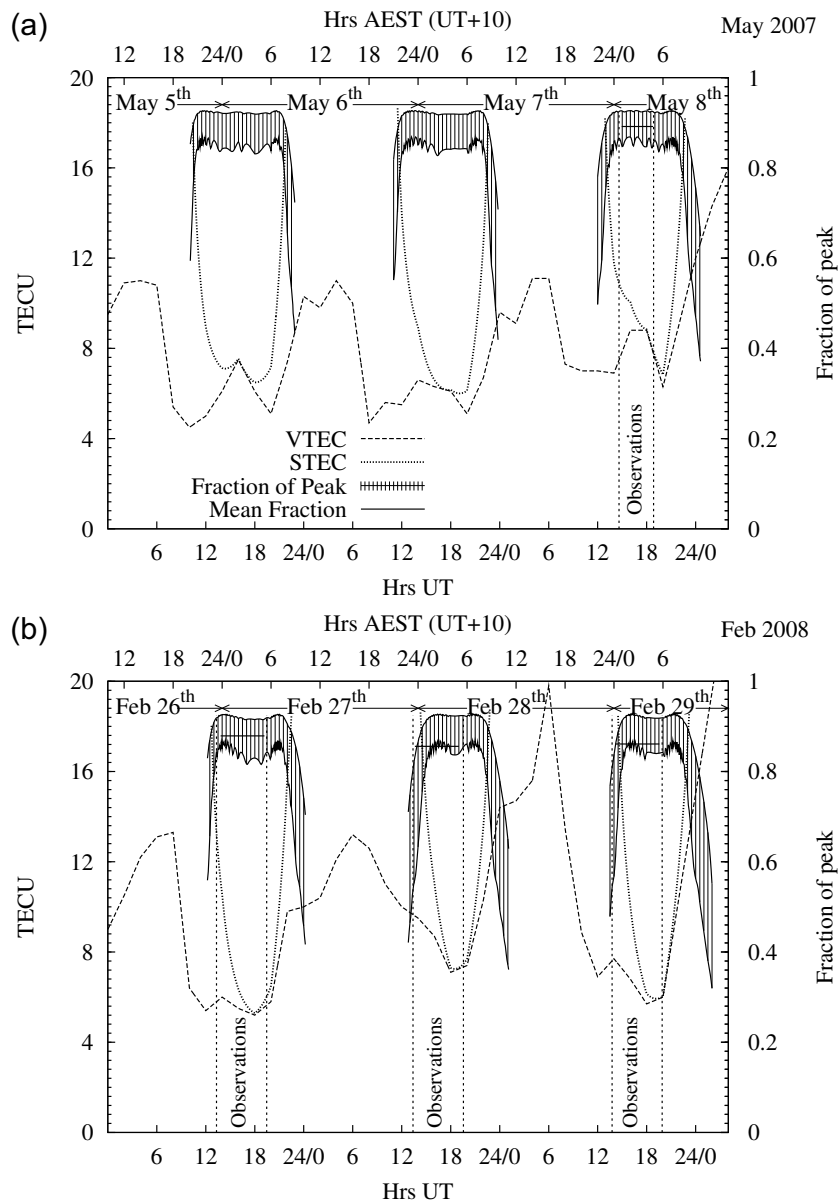 (a)
Hrs AEST (UT+10)
May 2007
12 18 24/0 6 12 18 24/0 6 12 18 24/0 6
20 1
May 5th May 6th May 7th May 8th
16 0.8
12 0.6
TECU
Fraction of peak
8 0.4
VTEC
4 0.2
STEC
Fraction of Peak
Mean Fraction
Observations
0 0
6 12 18 24/0 6 12 18 24/0 6 12 18 24/0
Hrs UT
(b)
Hrs AEST (UT+10)
Feb 2008
12 18 24/0 6 12 18 24/0 6 12 18 24/0 6
20 1
Feb 26th Feb 27th Feb 28th Feb 29th
16 0.8
12 0.6
TECU
Fraction of peak
8 0.4
4 0.2
Observations Observations Observations
0 0
6 12 18 24/0 6 12 18 24/0 6 12 18 24/0
Hrs UT